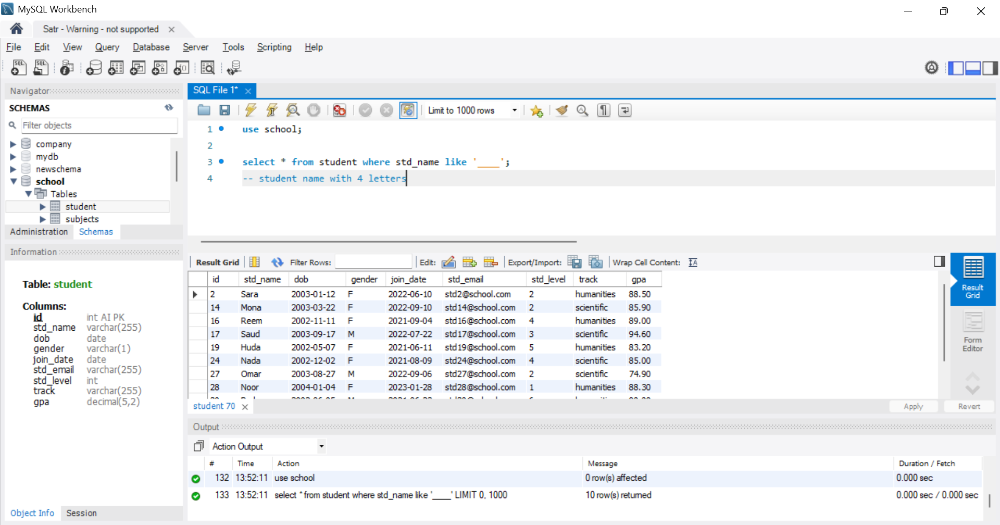 MySQL Workbench
Satr - Warning - not supported
File Edit View Query Database Server Tools Scripting Help
Navigator
SCHEMAS
Filter objects
company
mydb
newschema
school
Tables
student
subjects
Administration Schemas
Information
Table: student
Columns:
id int AI PK
std_name varchar(255)
dob date
gender varchar(1)
join_date date
std_email varchar(255)
std_level int
track varchar(255)
gpa decimal(5,2)
Object Info Session
SQL File 1*
Limit to 1000 rows
1 use school;
2
3 select * from student where std_name like '____';
4 -- student name with 4 letters
Result Grid Filter Rows: Edit: Export/Import: Wrap Cell Content:
id std_name dob gender join_date std_email std_level track gpa
2 Sara 2003-01-12 F 2022-06-10 std2@school.com 2 humanities 88.50
14 Mona 2003-03-22 F 2022-09-10 std14@school.com 2 scientific 85.90
16 Reem 2002-11-11 F 2021-09-04 std16@school.com 4 humanities 89.00
17 Saud 2003-09-17 M 2022-07-22 std17@school.com 3 scientific 94.60
19 Huda 2002-05-07 F 2021-06-11 std19@school.com 5 humanities 83.20
24 Nada 2002-12-02 F 2021-08-09 std24@school.com 4 scientific 85.00
27 Omar 2003-08-27 M 2022-09-06 std27@school.com 2 scientific 74.90
28 Noor 2004-01-04 F 2023-01-28 std28@school.com 1 humanities 88.30
Result
Grid
Form
Editor
student 70
Apply Revert
Output
Action Output
# Time Action Message Duration / Fetch
132 13:52:11 use school 0 row(s) affected 0.000 sec
133 13:52:11 select * from student where std_name like '____' LIMIT 0, 1000 10 row(s) returned 0.000 sec / 0.000 sec